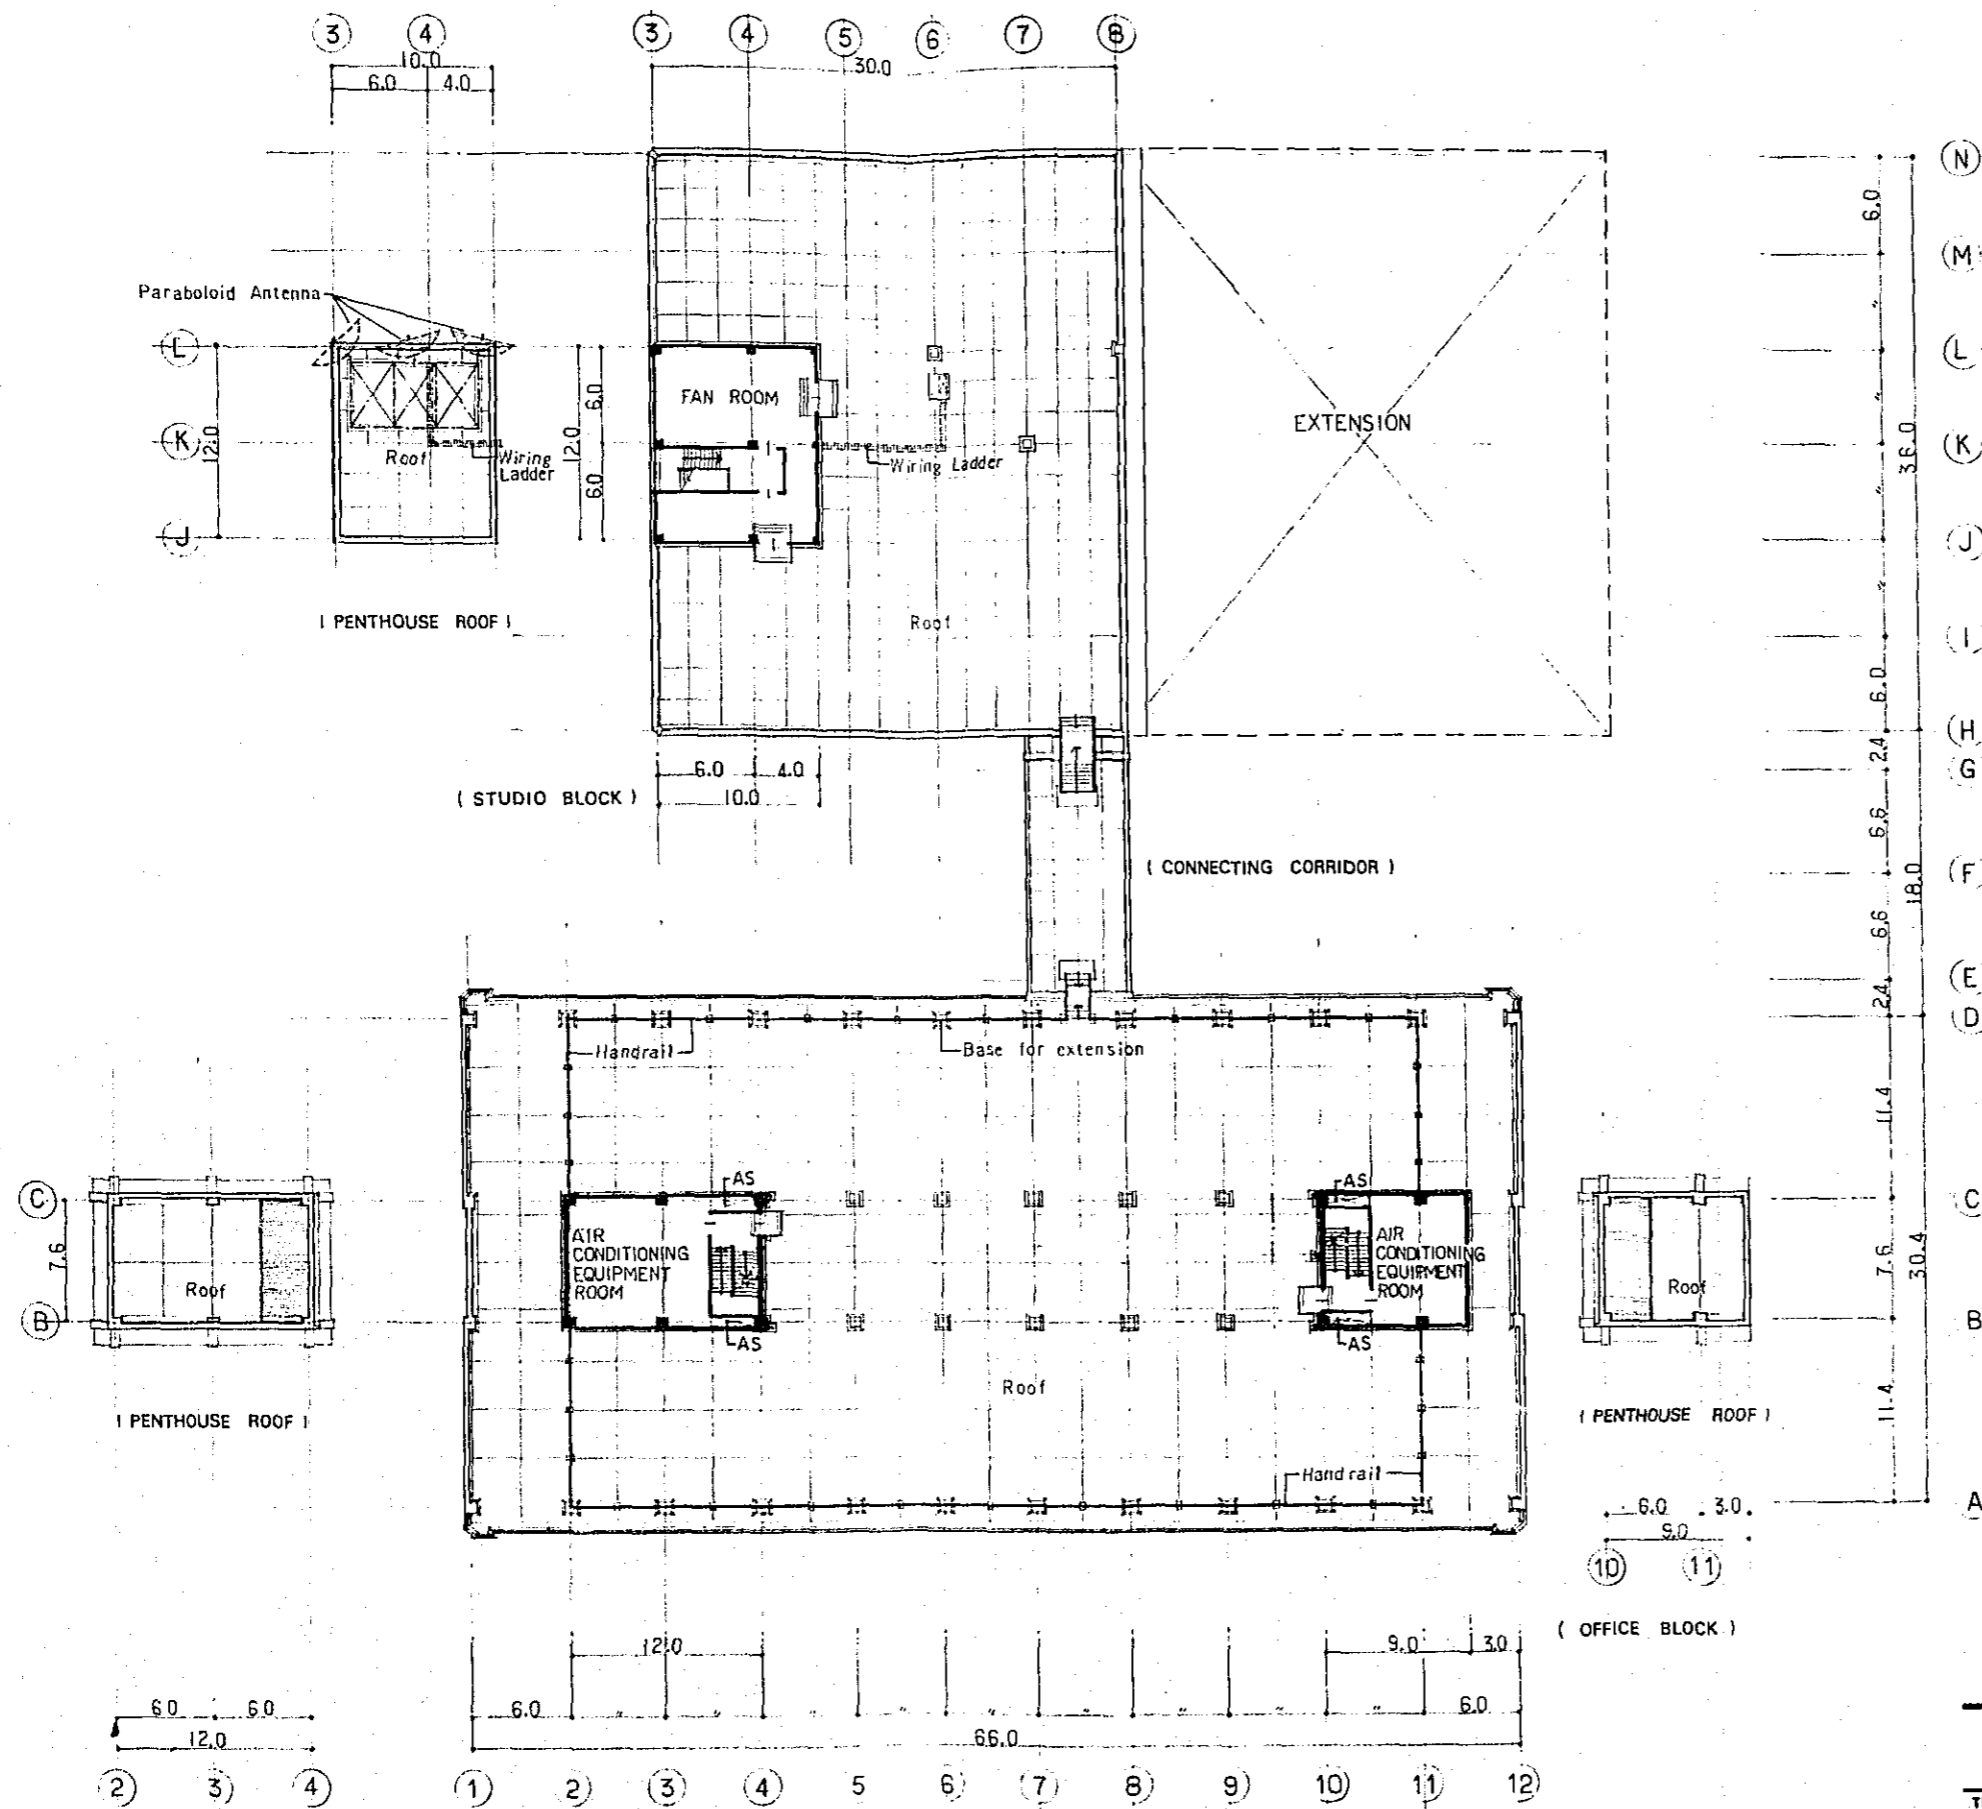 3 4 3 4 5 6 7 8
10.0 30.0
6.0 4.0
N
6.0
M
Paraboloid Antenna
L L
FAN ROOM
6.0
EXTENSION
K K
12.0 12.0 36.0
Roof Wiring Ladder
Wiring Ladder
6.0
J J
( PENTHOUSE ROOF )
Roof
I
6.0
H
2.4
G
6.0 4.0
( STUDIO BLOCK ) 10.0
6.6
( CONNECTING CORRIDOR )
F
18.0
6.6
E
2.4
D
Handrail
Base for extension
11.4
AS AS
C C
AIR CONDITIONING EQUIPMENT ROOM
AIR CONDITIONING EQUIPMENT ROOM
7.6 7.6 30.4
Roof Roof
B B
AS AS
Roof
( PENTHOUSE ROOF )
( PENTHOUSE ROOF )
11.4
Handrail
A
6.0 3.0
9.0
10 11
( OFFICE BLOCK )
12.0 9.0 3.0
6.0 6.0 6.0 " " " " " " " " " 6.0
12.0 66.0
2 3 4 1 2 3 4 5 6 7 8 9 10 11 12